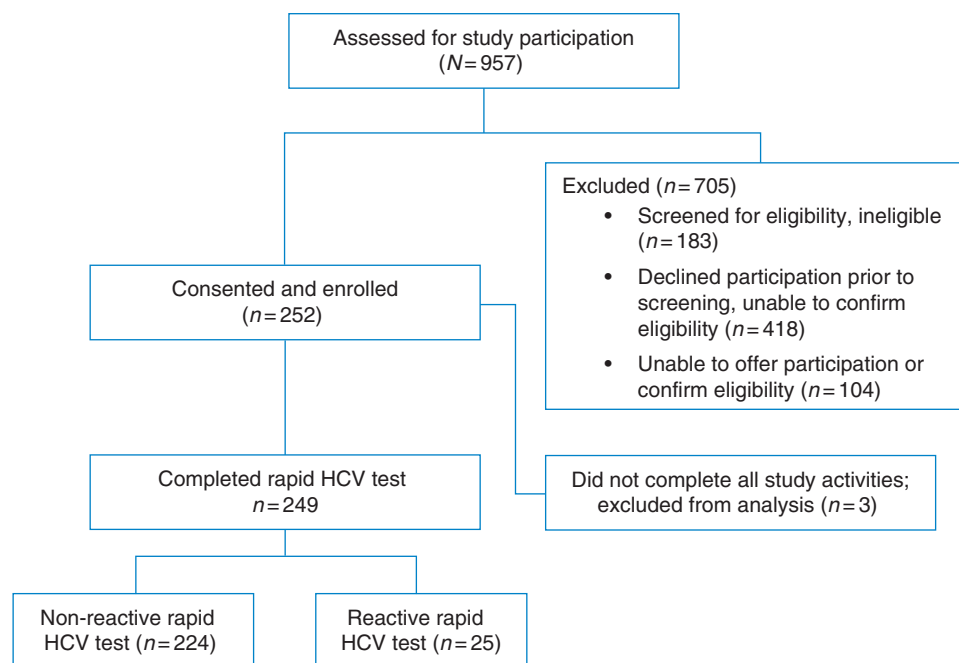 Assessed for study participation
(N=957)
Excluded (n=705)
• Screened for eligibility, ineligible
(n=183)
• Declined participation prior to
screening, unable to confirm
eligibility (n=418)
• Unable to offer participation or
confirm eligibility (n=104)
Consented and enrolled
(n=252)
Did not complete all study activities;
excluded from analysis (n=3)
Completed rapid HCV test
n=249
Non-reactive rapid
HCV test (n=224)
Reactive rapid
HCV test (n=25)